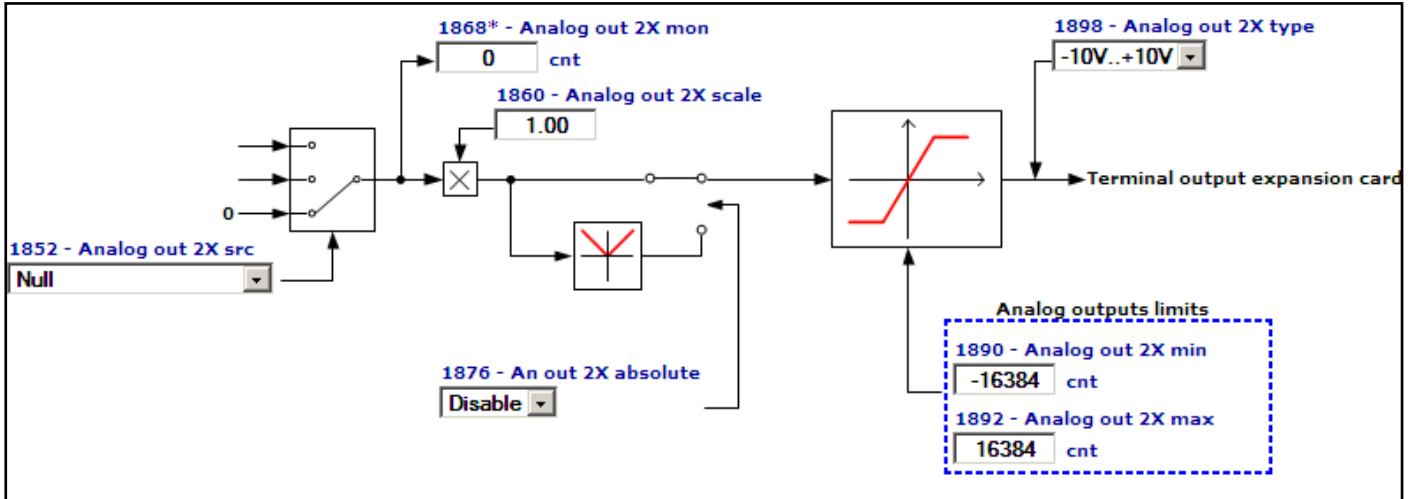 1868* - Analog out 2X mon
0 cnt
1898 - Analog out 2X type
-10V..+10V
1860 - Analog out 2X scale
1.00
Terminal output expansion card
0
1852 - Analog out 2X src
Null
Analog outputs limits
1890 - Analog out 2X min
-16384 cnt
1876 - An out 2X absolute
Disable
1892 - Analog out 2X max
16384 cnt